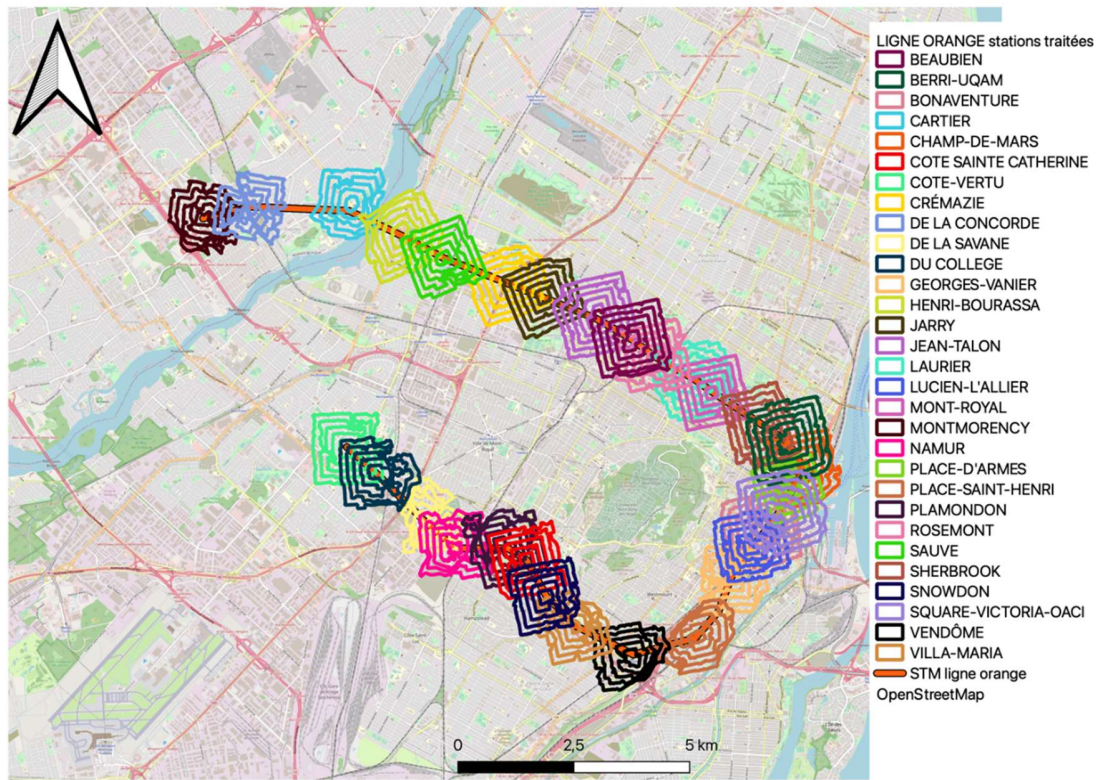 LIGNE ORANGE stations traitées
BEAUBIEN
BERRI-UQAM
BONAVENTURE
CARTIER
CHAMP-DE-MARS
COTE SAINTE CATHERINE
COTE-VERTU
CRÉMAZIE
DE LA CONCORDE
DE LA SAVANE
DU COLLEGE
GEORGES-VANIER
HENRI-BOURASSA
JARRY
JEAN-TALON
LAURIER
LUCIEN-L'ALLIER
MONT-ROYAL
MONTMORENCY
NAMUR
PLACE-D'ARMES
PLACE-SAINT-HENRI
PLAMONDON
ROSEMONT
SAUVE
SHERBROOK
SNOWDON
SQUARE-VICTORIA-OACI
VENDÔME
VILLA-MARIA
STM ligne orange
OpenStreetMap
0 2,5 5 km